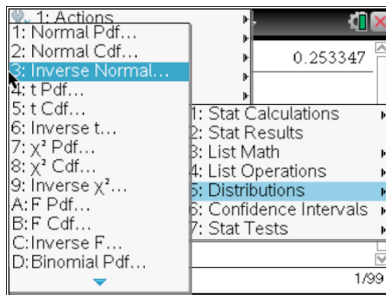 1: Actions
1: Normal Pdf...
2: Normal Cdf...
3: Inverse Normal...
4: t Pdf...
5: t Cdf...
6: Inverse t...
7: χ² Pdf...
8: χ² Cdf...
9: Inverse χ²...
A: F Pdf...
B: F Cdf...
C: Inverse F...
D: Binomial Pdf...
0.253347
1: Stat Calculations
2: Stat Results
3: List Math
4: List Operations
5: Distributions
6: Confidence Intervals
7: Stat Tests
1/99